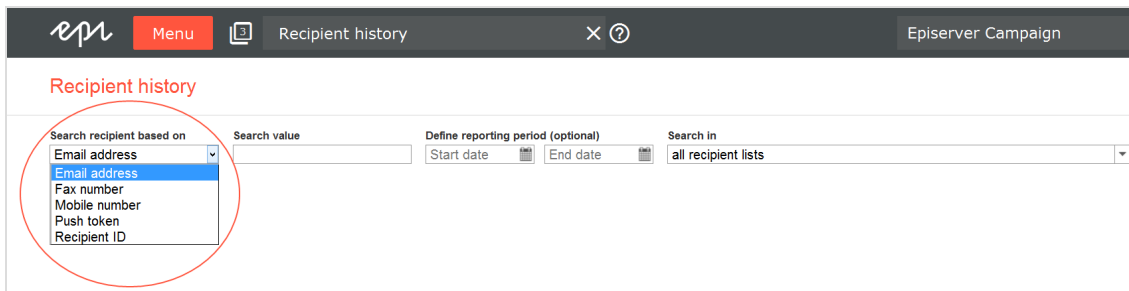 epi Menu 3 Recipient history Episerver Campaign
Recipient history
Search recipient based on Search value Define reporting period (optional) Search in
Email address Start date End date all recipient lists
Email address
Fax number
Mobile number
Push token
Recipient ID